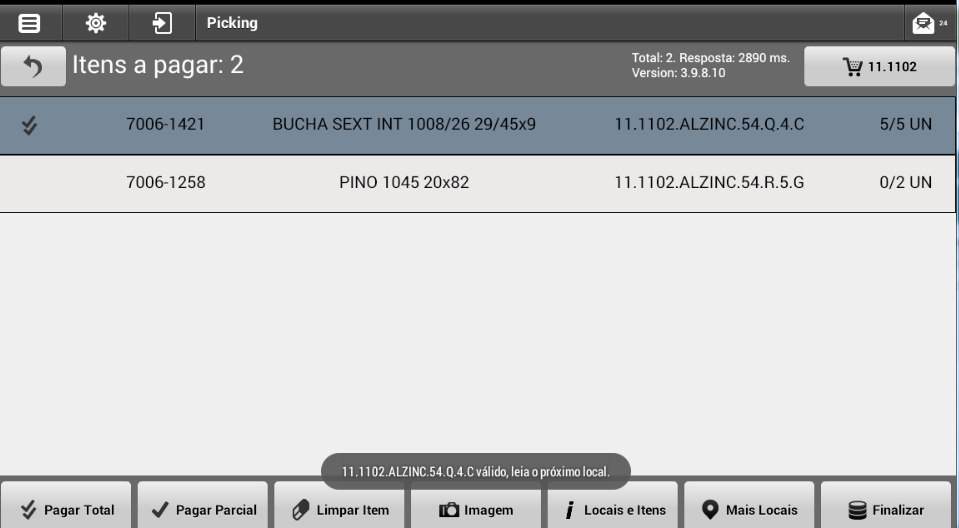 Picking
24
Itens a pagar: 2
Total: 2. Resposta: 2890 ms.
Version: 3.9.8.10
11.1102
7006-1421 BUCHA SEXT INT 1008/26 29/45x9 11.1102.ALZINC.54.Q.4.C 5/5 UN
7006-1258 PINO 1045 20x82 11.1102.ALZINC.54.R.5.G 0/2 UN
11.1102.ALZINC.54.Q.4.C válido, leia o próximo local.
Pagar Total Pagar Parcial Limpar Item Imagem Locais e Itens Mais Locais Finalizar